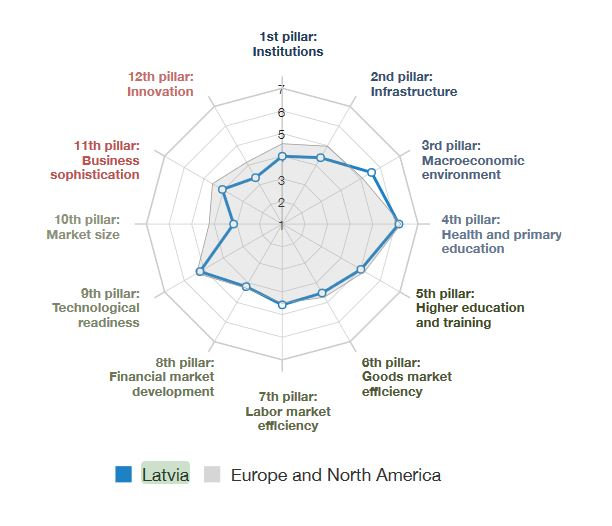 1st pillar:
Institutions
12th pillar:
Innovation
2nd pillar:
Infrastructure
7
6
5
3
2
1
11th pillar:
Business
sophistication
3rd pillar:
Macroeconomic
environment
10th pillar:
Market size
4th pillar:
Health and primary
education
9th pillar:
Technological
readiness
5th pillar:
Higher education
and training
8th pillar:
Financial market
development
6th pillar:
Goods market
efficiency
7th pillar:
Labor market
efficiency
Latvia Europe and North America